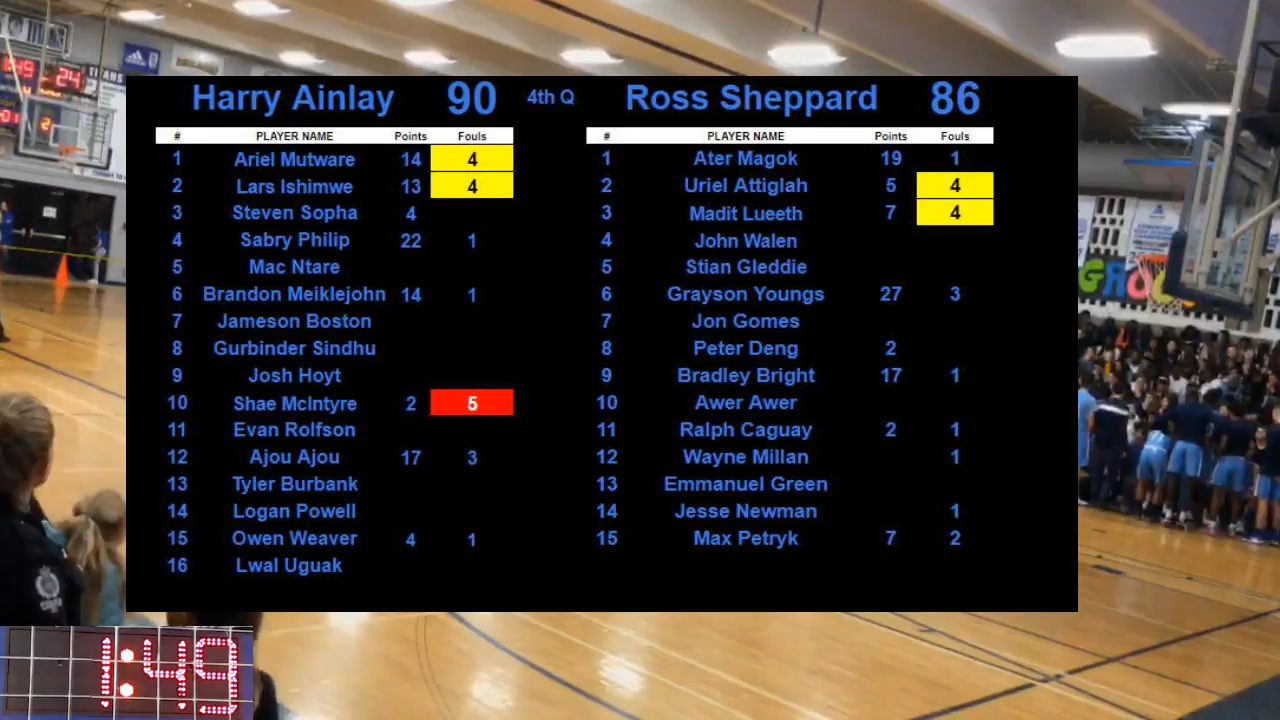 Harry Ainlay 90 4th Q Ross Sheppard 86
# PLAYER NAME Points Fouls
1 Ariel Mutware 14 4
2 Lars Ishimwe 13 4
3 Steven Sopha 4
4 Sabry Philip 22 1
5 Mac Ntare
6 Brandon Meiklejohn 14 1
7 Jameson Boston
8 Gurbinder Sindhu
9 Josh Hoyt
10 Shae McIntyre 2 5
11 Evan Rolfson
12 Ajou Ajou 17 3
13 Tyler Burbank
14 Logan Powell
15 Owen Weaver 4 1
16 Lwal Uguak
# PLAYER NAME Points Fouls
1 Ater Magok 19 1
2 Uriel Attiglah 5 4
3 Madit Lueeth 7 4
4 John Walen
5 Stian Gleddie
6 Grayson Youngs 27 3
7 Jon Gomes
8 Peter Deng 2
9 Bradley Bright 17 1
10 Awer Awer
11 Ralph Caguay 2 1
12 Wayne Millan 1
13 Emmanuel Green
14 Jesse Newman 1
15 Max Petryk 7 2
1:49
24
adidas